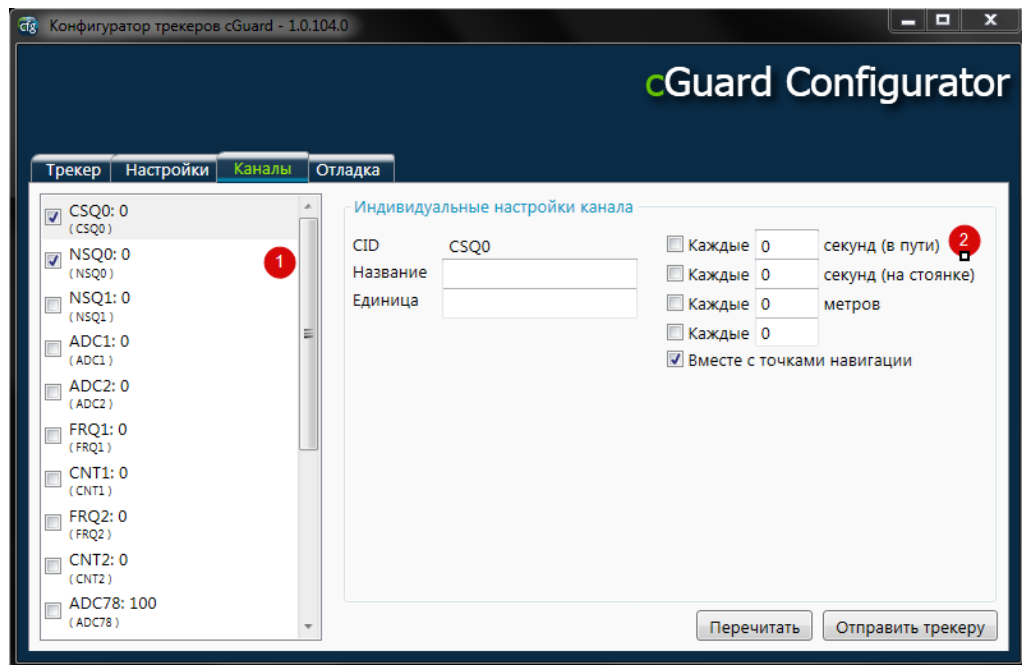 cfg Конфигуратор трекеров cGuard - 1.0.104.0
cGuard Configurator
Трекер Настройки Каналы Отладка
CSQ0: 0
( CSQ0 )
NSQ0: 0
( NSQ0 )
1
NSQ1: 0
( NSQ1 )
ADC1: 0
( ADC1 )
ADC2: 0
( ADC2 )
FRQ1: 0
( FRQ1 )
CNT1: 0
( CNT1 )
FRQ2: 0
( FRQ2 )
CNT2: 0
( CNT2 )
ADC78: 100
( ADC78 )
Индивидуальные настройки канала
CID CSQ0
Название
Единица
Каждые 0 секунд (в пути) 2
Каждые 0 секунд (на стоянке)
Каждые 0 метров
Каждые 0
Вместе с точками навигации
Перечитать Отправить трекеру